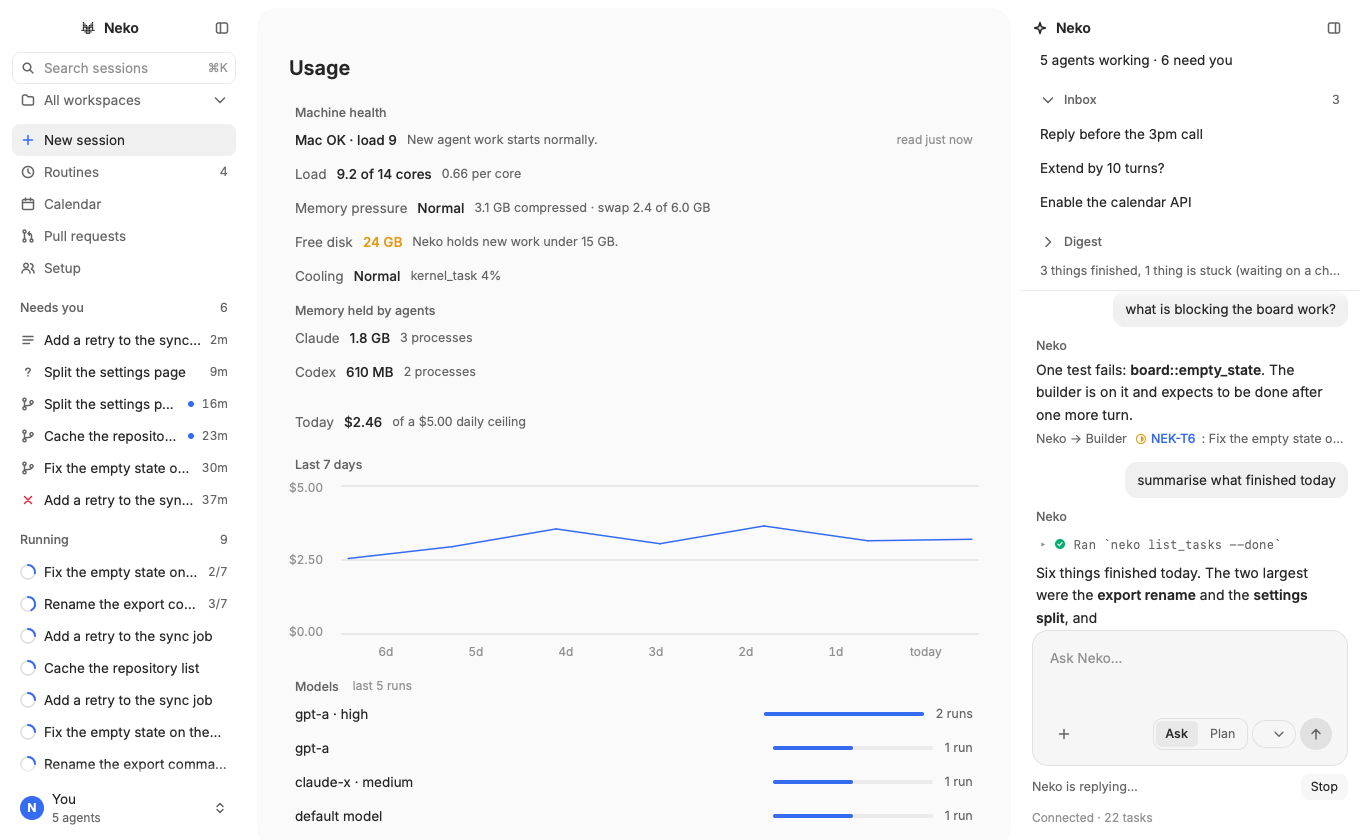 Neko
Search sessions ⌘K
All workspaces
New session
Routines 4
Calendar
Pull requests
Setup
Needs you 6
Add a retry to the sync... 2m
? Split the settings page 9m
Split the settings p... 16m
Cache the reposito... 23m
Fix the empty state o... 30m
Add a retry to the syn... 37m
Running 9
Fix the empty state on... 2/7
Rename the export co... 3/7
Add a retry to the sync job
Cache the repository list
Add a retry to the sync job
Fix the empty state on the...
Rename the export comma...
N You
5 agents
Usage
Machine health
Mac OK · load 9 New agent work starts normally. read just now
Load 9.2 of 14 cores 0.66 per core
Memory pressure Normal 3.1 GB compressed · swap 2.4 of 6.0 GB
Free disk 24 GB Neko holds new work under 15 GB.
Cooling Normal kernel_task 4%
Memory held by agents
Claude 1.8 GB 3 processes
Codex 610 MB 2 processes
Today $2.46 of a $5.00 daily ceiling
Last 7 days
$5.00
$2.50
$0.00
6d 5d 4d 3d 2d 1d today
Models last 5 runs
gpt-a · high 2 runs
gpt-a 1 run
claude-x · medium 1 run
default model 1 run
Neko
5 agents working · 6 need you
Inbox 3
Reply before the 3pm call
Extend by 10 turns?
Enable the calendar API
Digest
3 things finished, 1 thing is stuck (waiting on a ch...
what is blocking the board work?
Neko
One test fails: board::empty_state. The
builder is on it and expects to be done after
one more turn.
Neko → Builder NEK-T6 : Fix the empty state o...
summarise what finished today
Neko
Ran `neko list_tasks --done`
Six things finished today. The two largest
were the export rename and the settings
split, and
Ask Neko...
Ask Plan
Neko is replying... Stop
Connected · 22 tasks